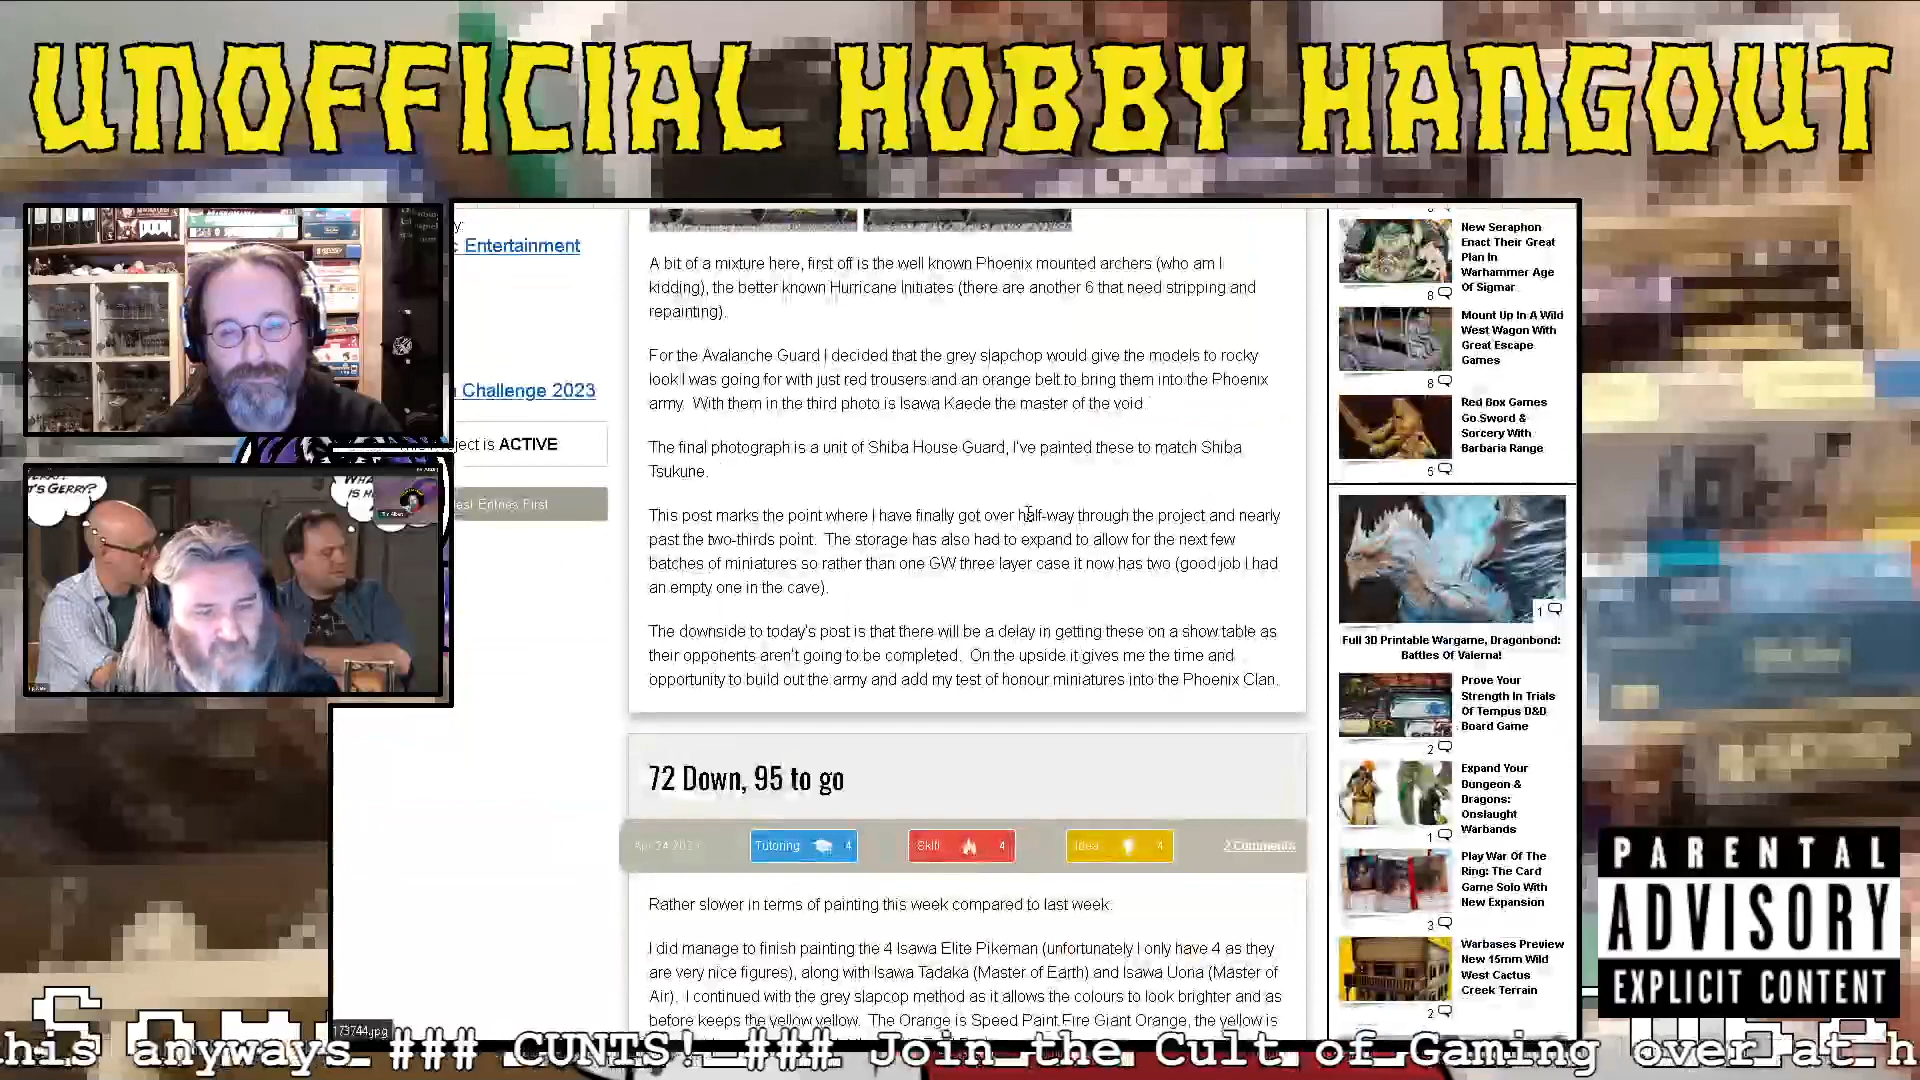 UNOFFICIAL HOBBY HANGOUT
Entertainment
Challenge 2023
ject is ACTIVE
Entries First
A bit of a mixture here, first off is the well known Phoenix mounted archers (who am I
kidding), the better known Hurricane Initiates (there are another 6 that need stripping and
repainting).
For the Avalanche Guard I decided that the grey slapchop would give the models to rocky
look I was going for with just red trousers and an orange belt to bring them into the Phoenix
army. With them in the third photo is Isawa Kaede the master of the void.
The final photograph is a unit of Shiba House Guard, I've painted these to match Shiba
Tsukune.
This post marks the point where I have finally got over half-way through the project and nearly
past the two-thirds point. The storage has also had to expand to allow for the next few
batches of miniatures so rather than one GW three layer case it now has two (good job I had
an empty one in the cave).
The downside to today's post is that there will be a delay in getting these on a show table as
their opponents aren't going to be completed. On the upside it gives me the time and
opportunity to build out the army and add my test of honour miniatures into the Phoenix Clan.
72 Down, 95 to go
Tutoring 4
Skill 4
Idea 4
2 Comments
Rather slower in terms of painting this week compared to last week.
I did manage to finish painting the 4 Isawa Elite Pikeman (unfortunately I only have 4 as they
are very nice figures), along with Isawa Tadaka (Master of Earth) and Isawa Uona (Master of
Air). I continued with the grey slapcop method as it allows the colours to look brighter and as
before keeps the yellow yellow. The Orange is Speed Paint Fire Giant Orange, the yellow is
173744.jpg
New Seraphon
Enact Their Great
Plan In
Warhammer Age
Of Sigmar
8
Mount Up In A Wild
West Wagon With
Great Escape
Games
8
Red Box Games
Go Sword &
Sorcery With
Barbaria Range
5
1
Full 3D Printable Wargame, Dragonbond:
Battles Of Valerna!
Prove Your
Strength In Trials
Of Tempus D&D
Board Game
2
Expand Your
Dungeon &
Dragons:
Onslaught
Warbands
1
Play War Of The
Ring: The Card
Game Solo With
New Expansion
3
Warbases Preview
New 15mm Wild
West Cactus
Creek Terrain
2
PARENTAL
ADVISORY
EXPLICIT CONTENT
his anyways ### CUNTS! ### Join the Cult of Gaming over at h